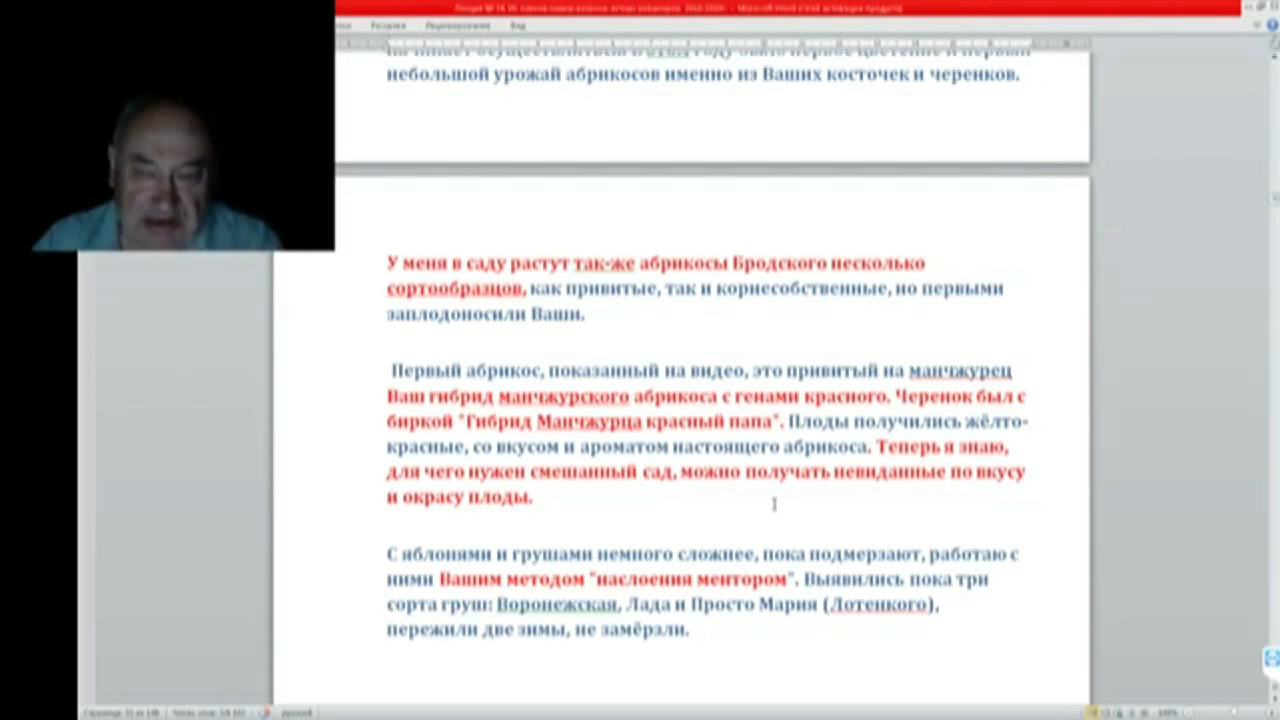 Рецензирование
Вид
небольшой урожай абрикосов именно из Ваших косточек и черенков.
У меня в саду растут так-же абрикосы Бродского несколько
сортообразцов, как привитые, так и корнесобственные, но первыми
заплодоносили Ваши.
Первый абрикос, показанный на видео, это привитый на манчжурец
Ваш гибрид манчжурского абрикоса с генами красного. Черенок был с
биркой "Гибрид Манчжурца красный папа". Плоды получились жёлто-
красные, со вкусом и ароматом настоящего абрикоса. Теперь я знаю,
для чего нужен смешанный сад, можно получать невиданные по вкусу
и окрасу плоды.
С яблонями и грушами немного сложнее, пока подмерзают, работаю с
ними Вашим методом "наслоения ментором". Выявились пока три
сорта груш: Воронежская, Лада и Просто Мария (Лотенкого),
пережили две зимы, не замёрзли.
русский